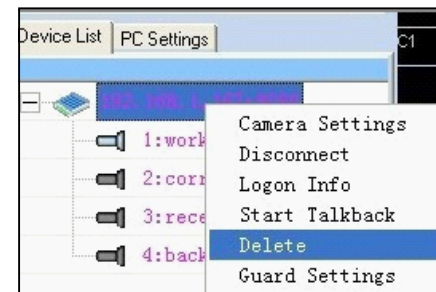 Device List PC Settings
C1
Camera Settings
1:work
Disconnect
2:corr
Logon Info
3:rece
Start Talkback
Delete
4:back
Guard Settings